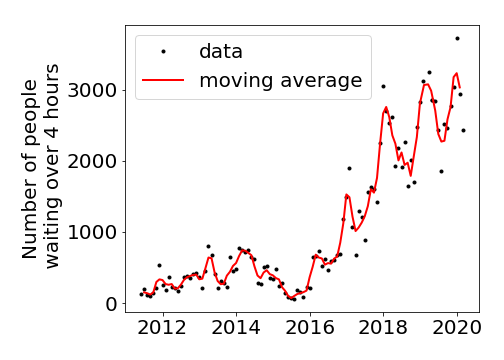 data
moving average
Number of people
waiting over 4 hours
3000
2000
1000
0
2012 2014 2016 2018 2020